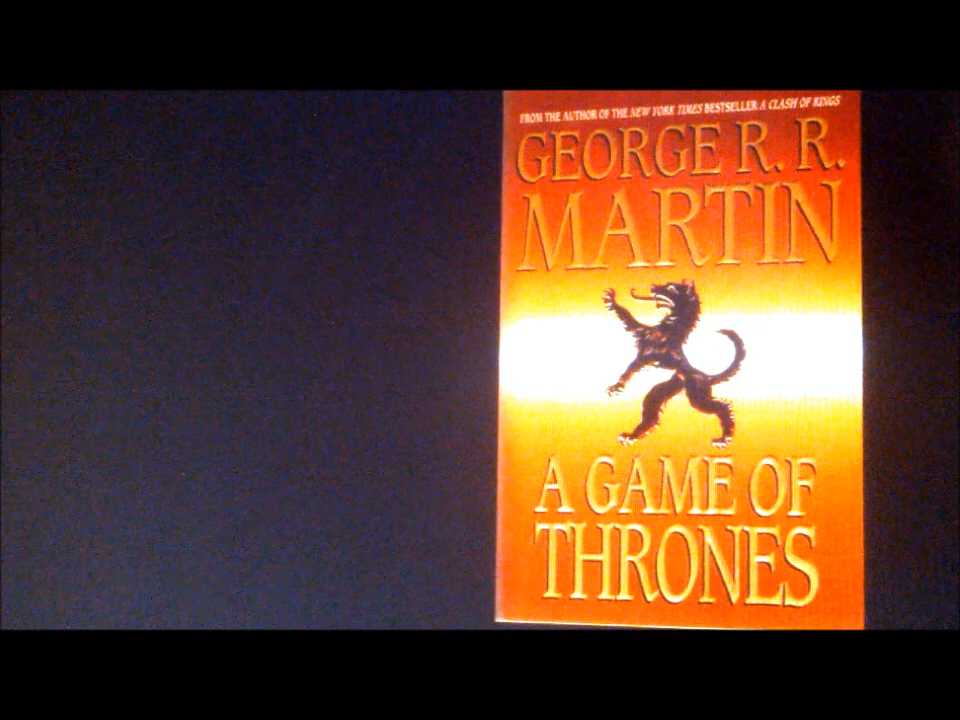 FROM THE AUTHOR OF THE NEW YORK TIMES BESTSELLER A CLASH OF KINGS
GEORGE R. R.
MARTIN
A GAME OF
THRONES